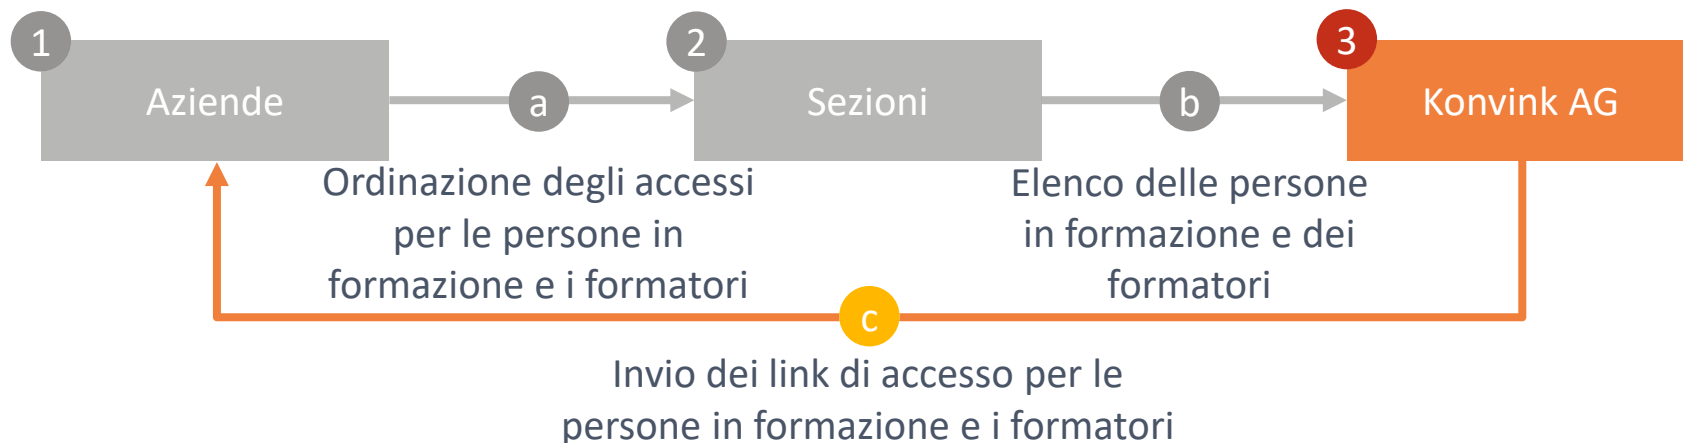 1
Aziende
a
2
Sezioni
b
3
Konvink AG
Ordinazione degli accessi
per le persone in
formazione e i formatori
Elenco delle persone
in formazione e dei
formatori
c
Invio dei link di accesso per le
persone in formazione e i formatori